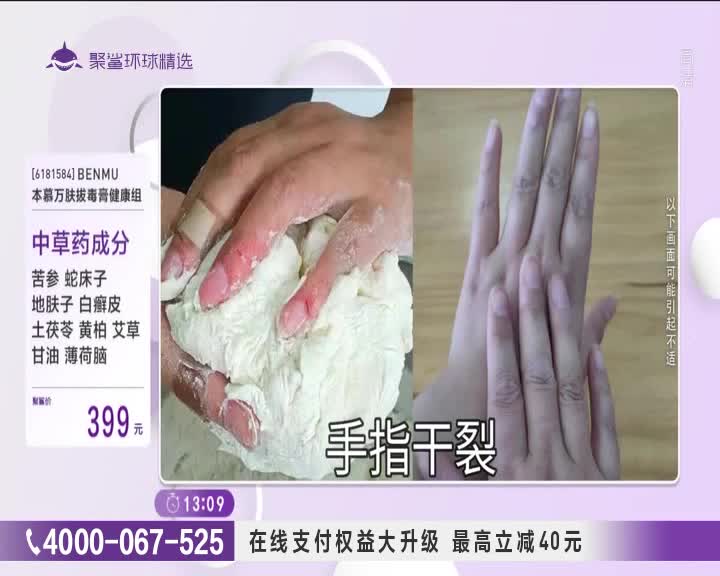 聚鲨环球精选
[6181584] BENMU
本慕万肤拔毒膏健康组
中草药成分
苦参 蛇床子
地肤子 白癣皮
土茯苓 黄柏 艾草
甘油 薄荷脑
聚鲨价
399元
以下画面可能引起不适
手指干裂
13:09
4000-067-525
在线支付权益大升级 最高立减40元